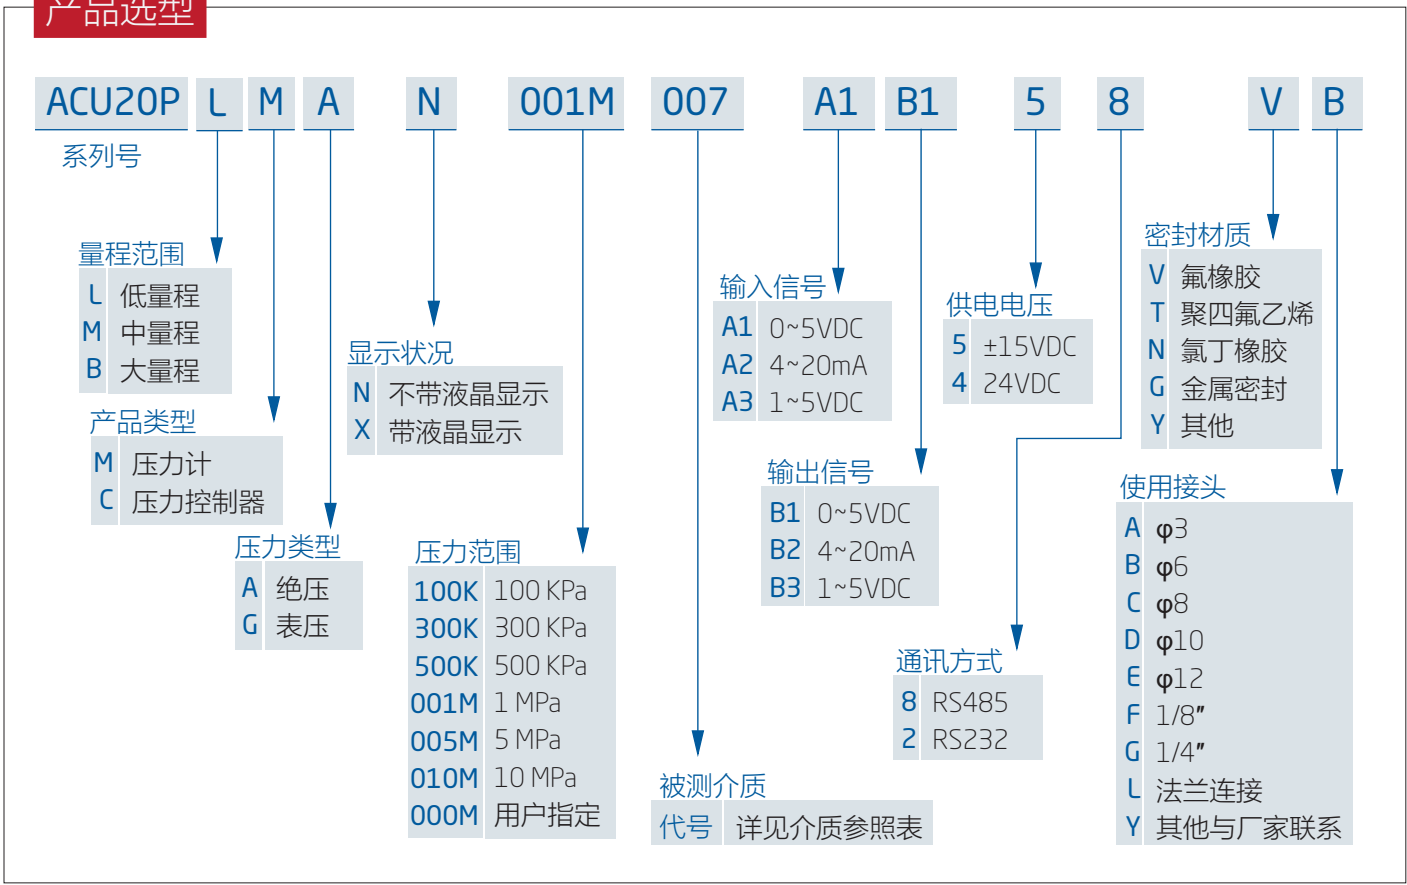 产品选型
ACU20P L M A N 001M 007 A1 B1 5 8 V B
系列号
量程范围
L 低量程
M 中量程
B 大量程
产品类型
M 压力计
C 压力控制器
压力类型
A 绝压
G 表压
显示状况
N 不带液晶显示
X 带液晶显示
压力范围
100K 100 KPa
300K 300 KPa
500K 500 KPa
001M 1 MPa
005M 5 MPa
010M 10 MPa
000M 用户指定
被测介质
代号 详见介质参照表
输入信号
A1 0~5VDC
A2 4~20mA
A3 1~5VDC
输出信号
B1 0~5VDC
B2 4~20mA
B3 1~5VDC
供电电压
5 ±15VDC
4 24VDC
通讯方式
8 RS485
2 RS232
密封材质
V 氟橡胶
T 聚四氟乙烯
N 氯丁橡胶
G 金属密封
Y 其他
使用接头
A φ3
B φ6
C φ8
D φ10
E φ12
F 1/8″
G 1/4″
L 法兰连接
Y 其他与厂家联系